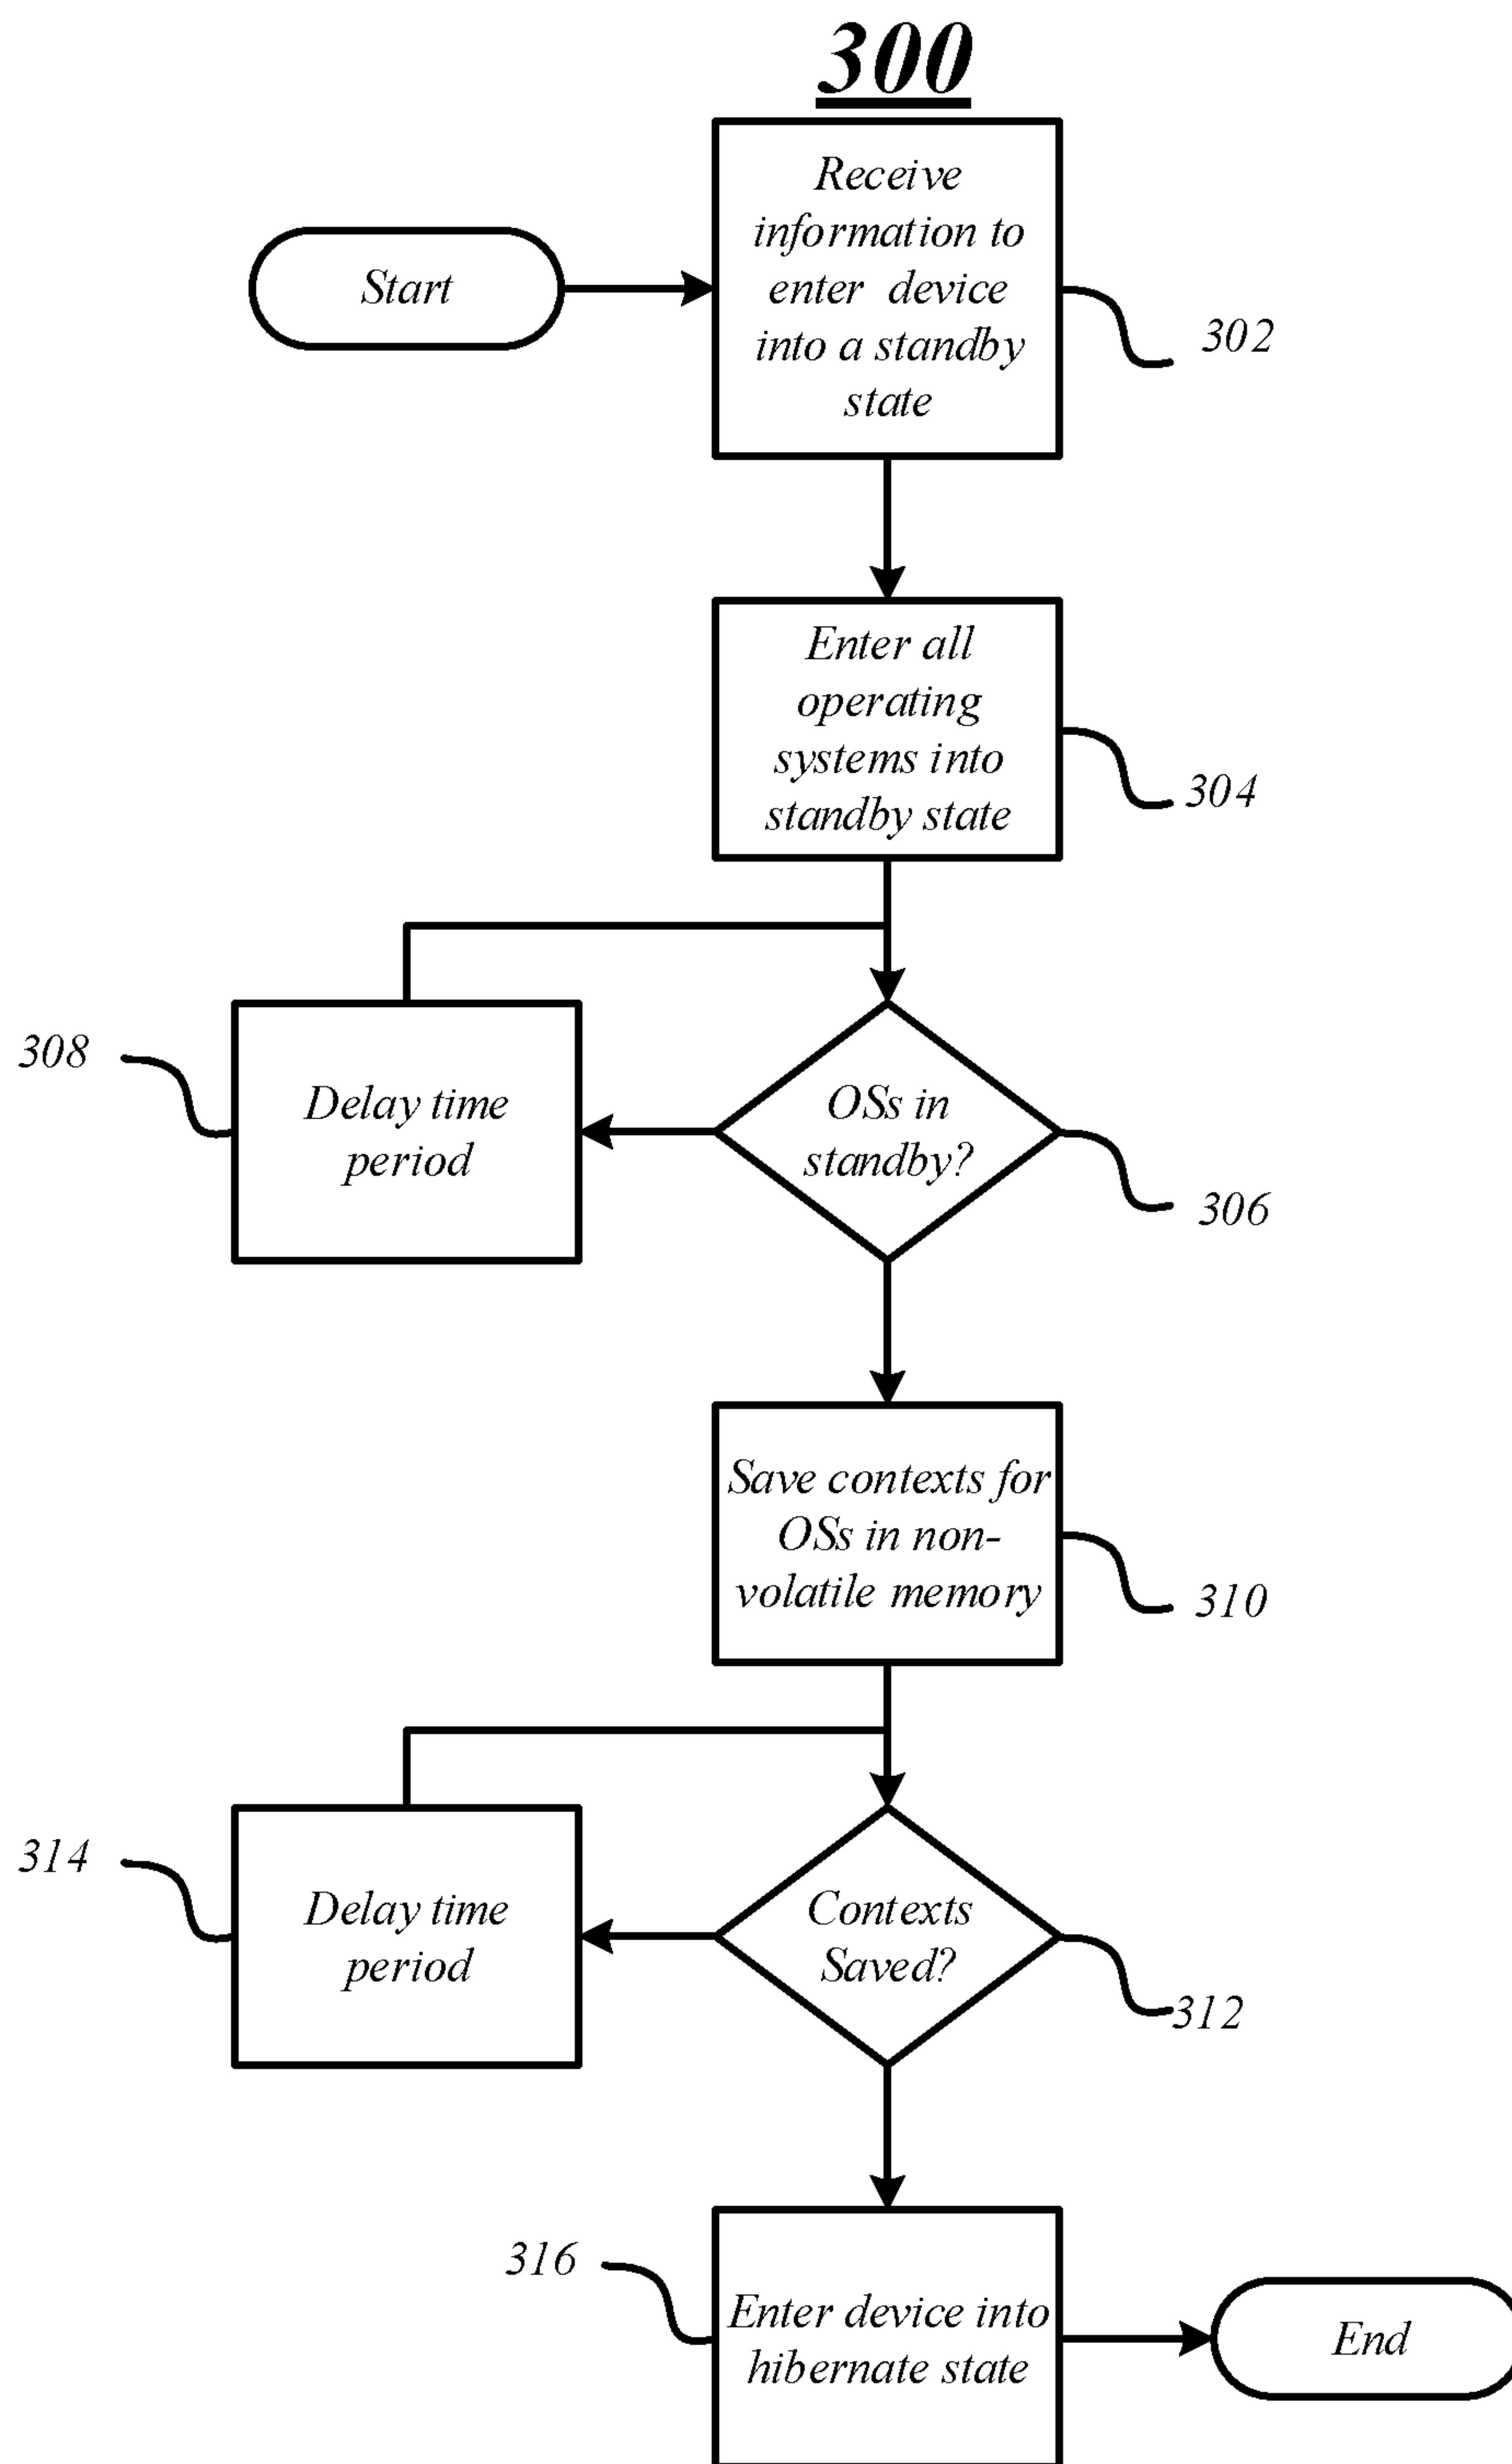 300
Receive
information to
enter device
into a standby
state
Start
302
Enter all
operating
systems into
standby state
304
308
Delay time
period
OSs in
standby?
306
Save contexts for
OSs in non-
volatile memory
310
314
Delay time
period
Contexts
Saved?
312
316
Enter device into
hibernate state
End